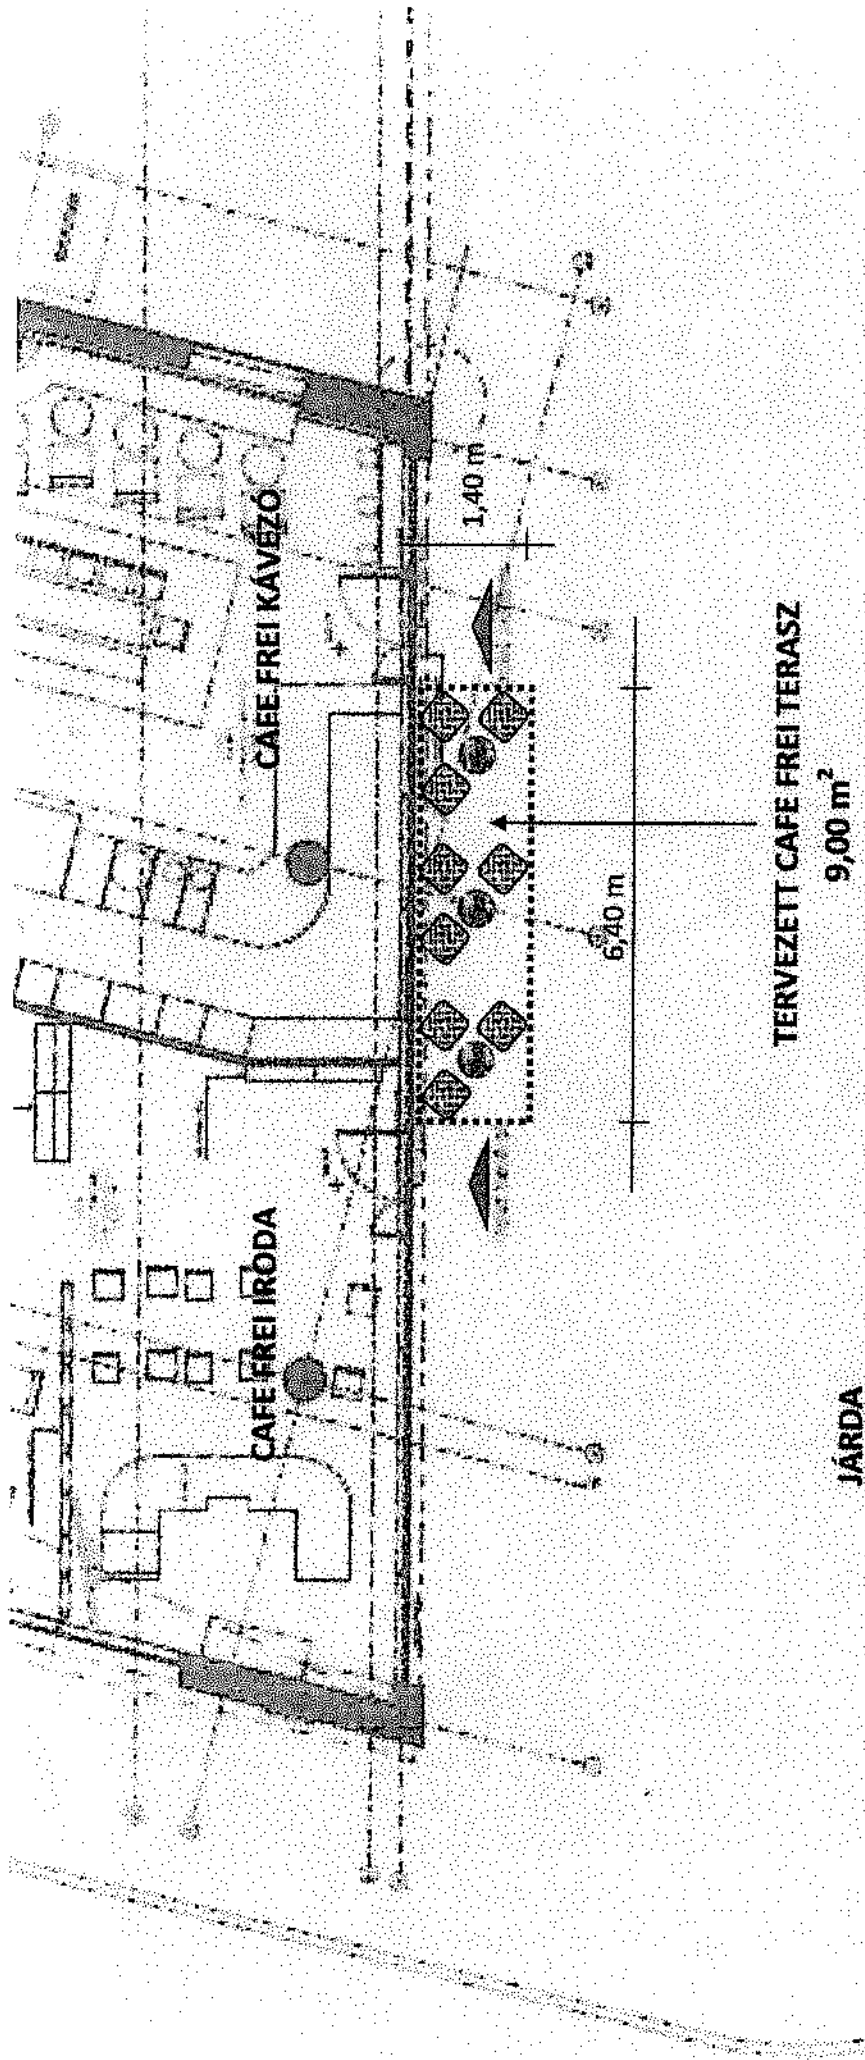 CAFE FREI IRODA
CAFE FREI KÁVÉZÓ
1,40 m
6,40 m
TERVEZETT CAFE FREI TERASZ
9,00 m²
JÁRDA